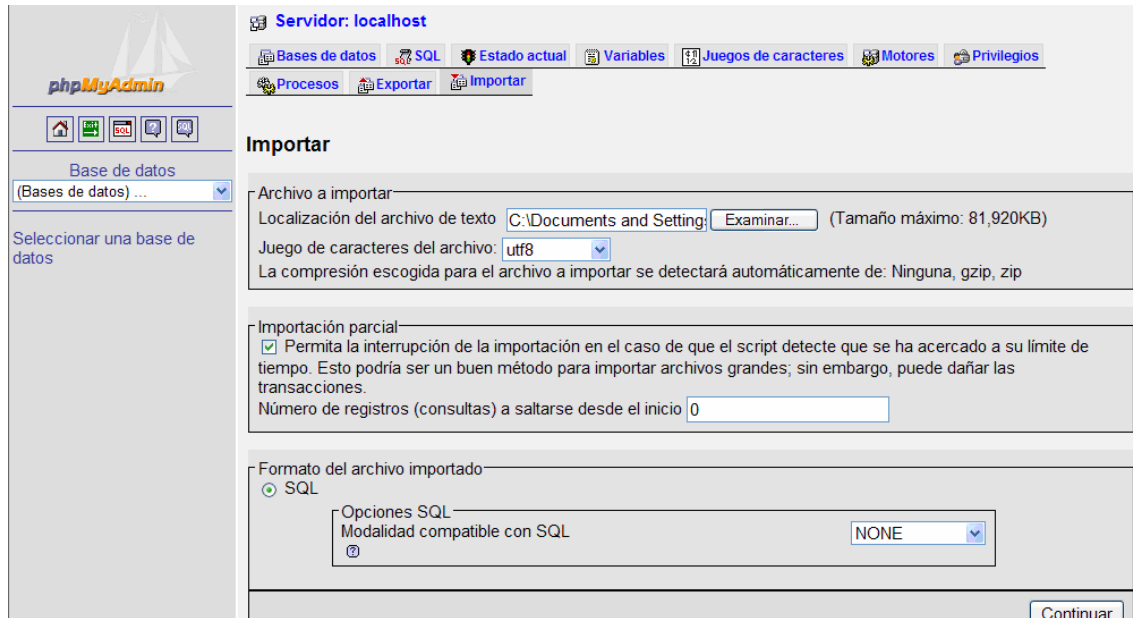 phpMyAdmin
Base de datos
(Bases de datos) ...
Seleccionar una base de
datos
Servidor: localhost
Bases de datos SQL Estado actual Variables Juegos de caracteres Motores Privilegios
Procesos Exportar Importar
Importar
Archivo a importar
Localización del archivo de texto C:\Documents and Setting Examinar... (Tamaño máximo: 81,920KB)
Juego de caracteres del archivo: utf8
La compresión escogida para el archivo a importar se detectará automáticamente de: Ninguna, gzip, zip
Importación parcial
Permita la interrupción de la importación en el caso de que el script detecte que se ha acercado a su límite de
tiempo. Esto podría ser un buen método para importar archivos grandes; sin embargo, puede dañar las
transacciones.
Número de registros (consultas) a saltarse desde el inicio 0
Formato del archivo importado
SQL
Opciones SQL
Modalidad compatible con SQL NONE
Continuar